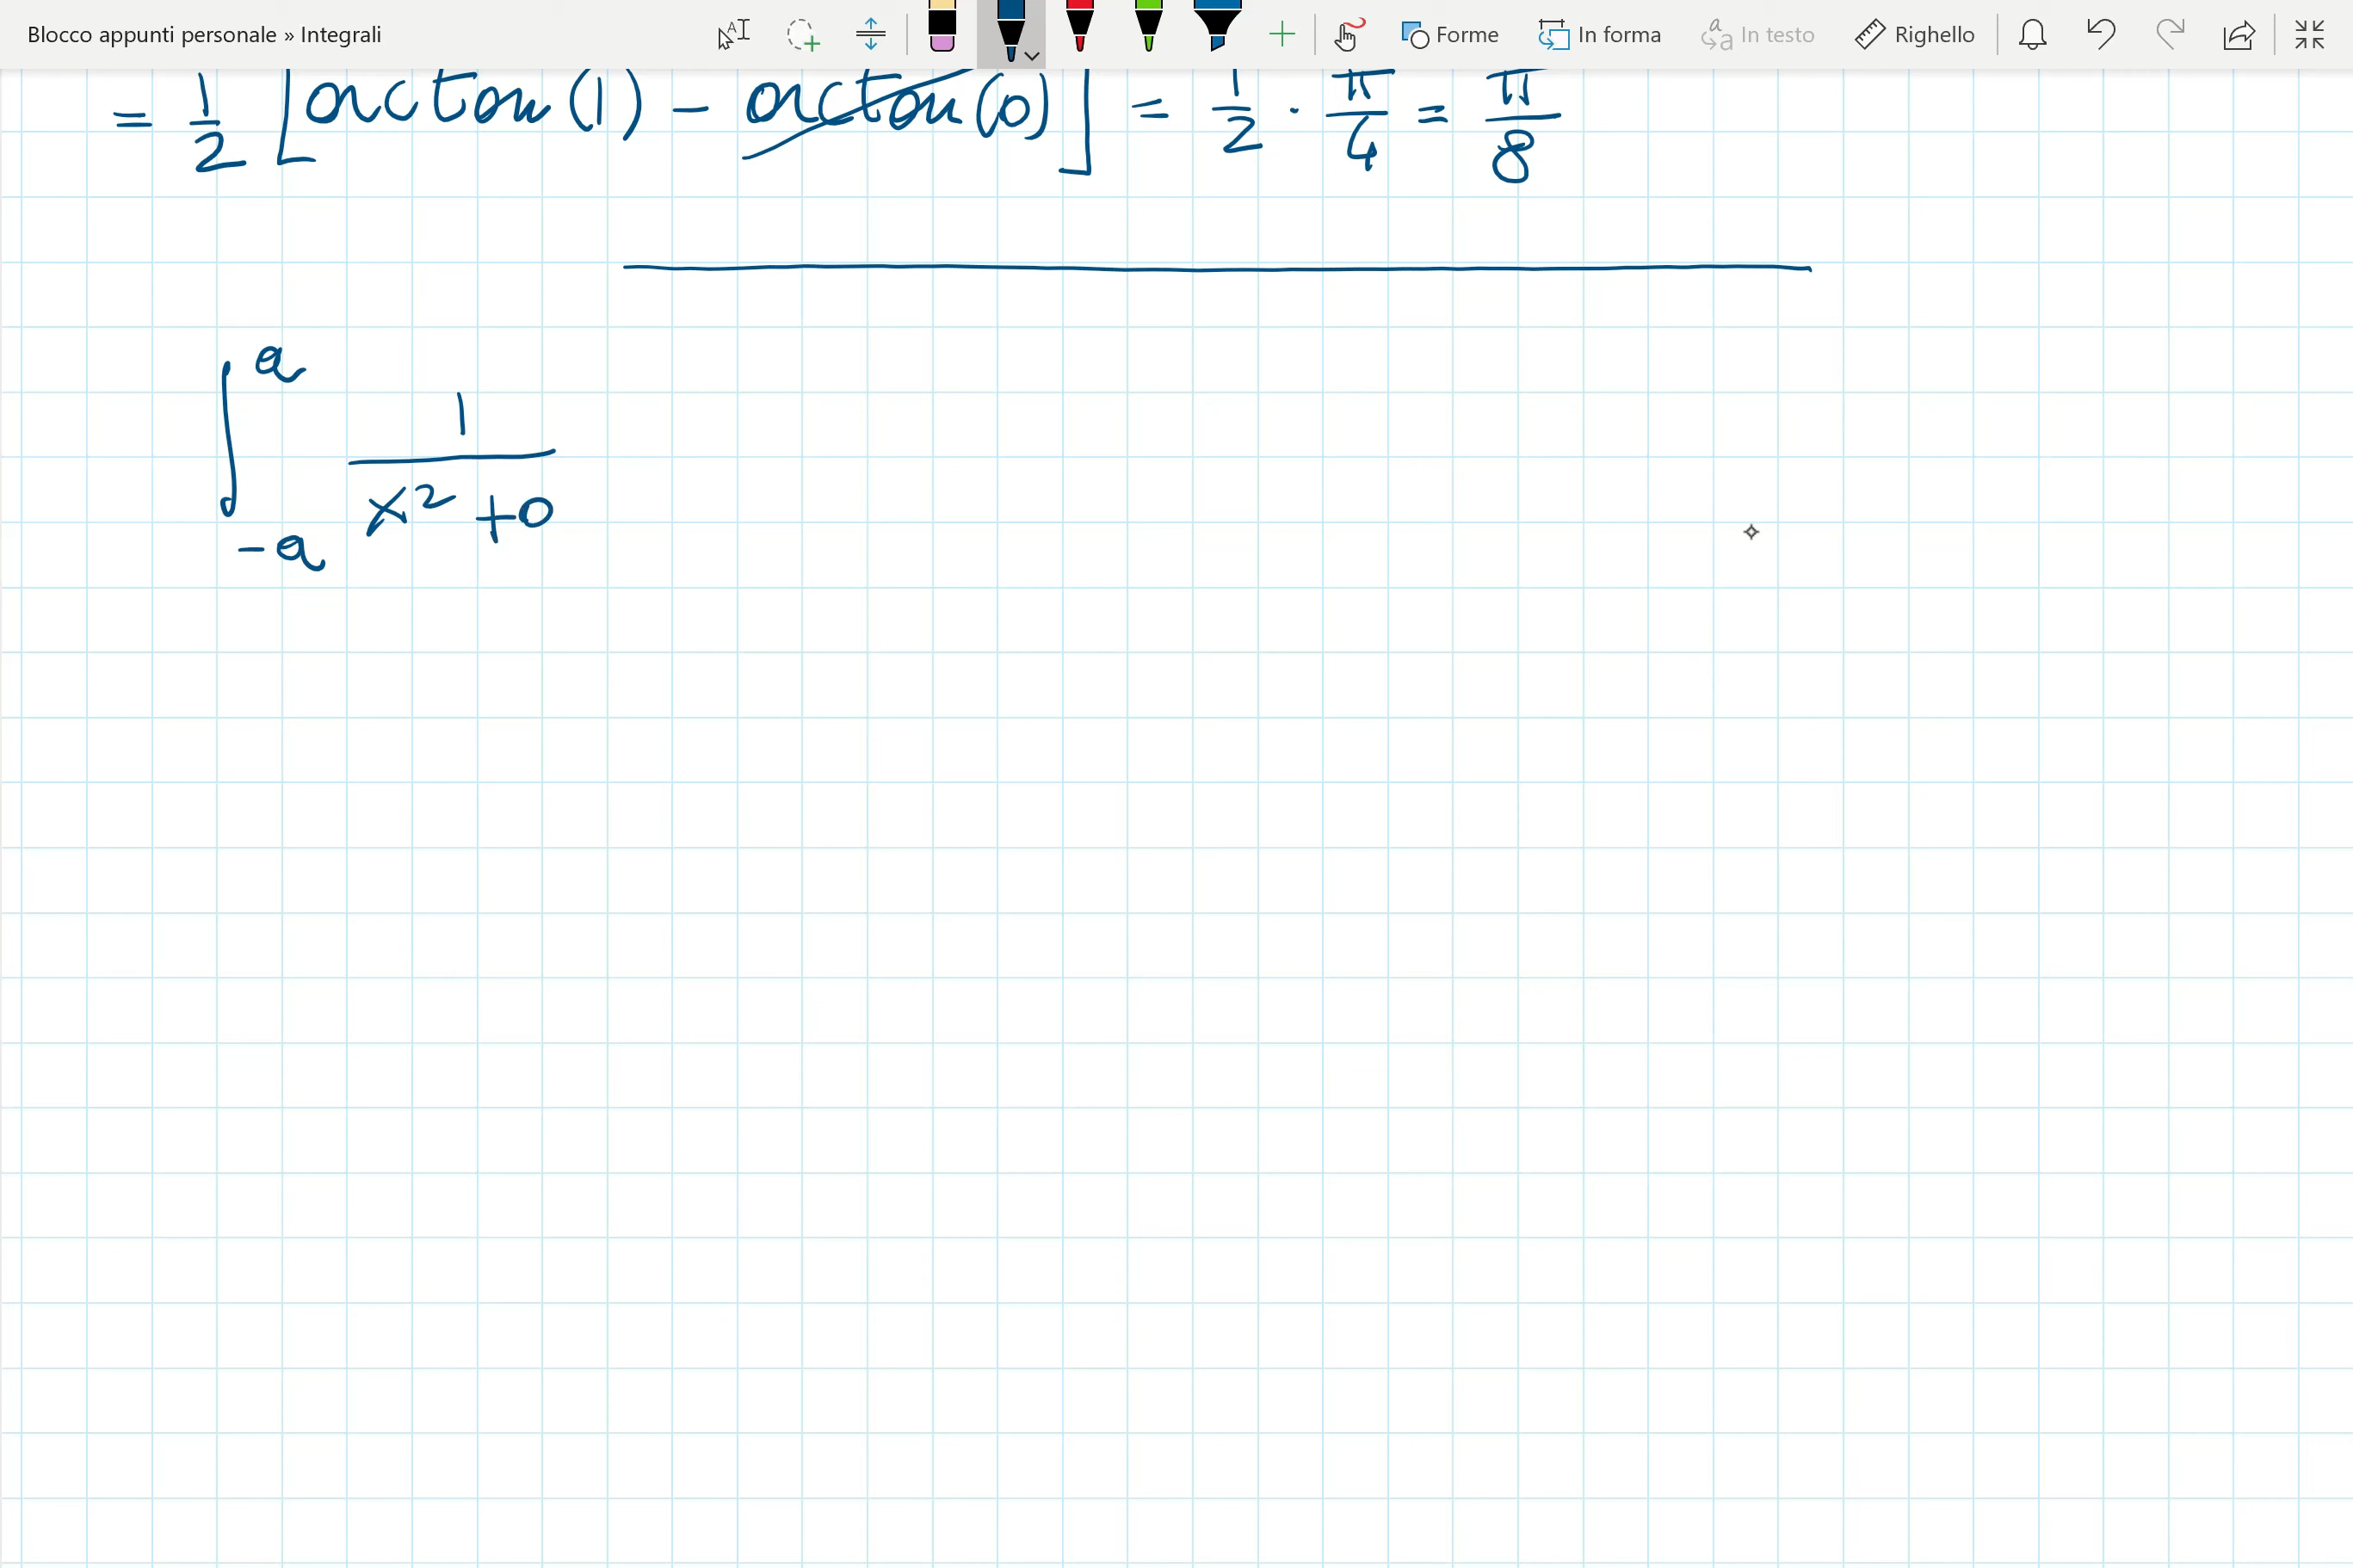 Blocco appunti personale » Integrali Forme In forma In testo Righello
= 1/2 [arctan(1) - arctan(0)] = 1/2 · π/4 = π/8
∫_{-a}^{a} 1/(x² + 0